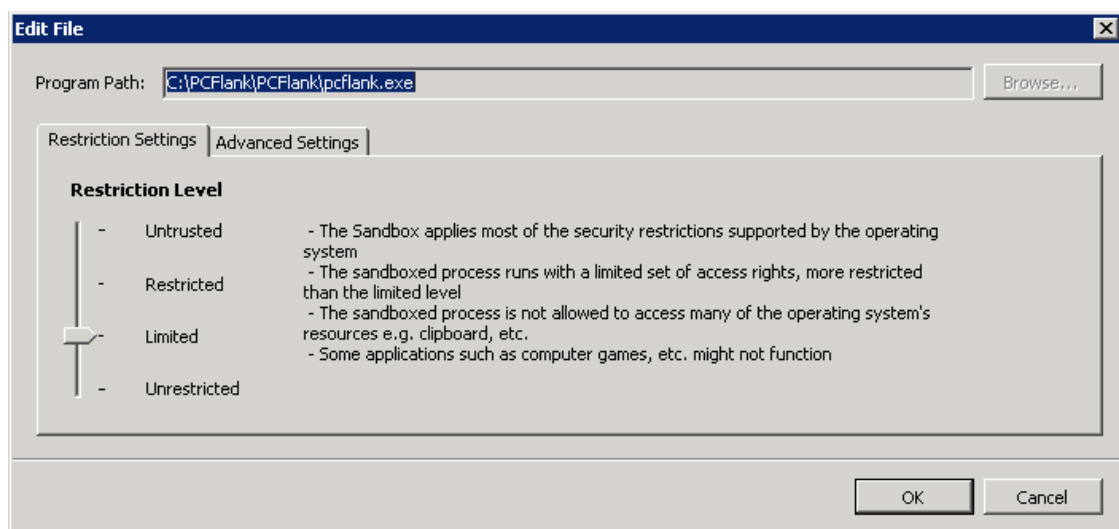 Edit File
Program Path: C:\PCFlank\PCFlank\pcflank.exe Browse...
Restriction Settings Advanced Settings
Restriction Level
- Untrusted
- Restricted
- Limited
- Unrestricted
- The Sandbox applies most of the security restrictions supported by the operating
system
- The sandboxed process runs with a limited set of access rights, more restricted
than the limited level
- The sandboxed process is not allowed to access many of the operating system's
resources e.g. clipboard, etc.
- Some applications such as computer games, etc. might not function
OK Cancel